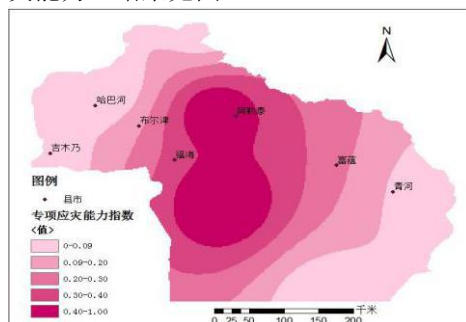 N
哈巴河
布尔津
阿勒泰
吉木乃
福海
富蕴
青河
图例
县市
专项应灾能力指数
<值>
0-0.09
0.09-0.20
0.20-0.30
0.30-0.40
0.40-1.00
千米
0 25 50 100 150 200